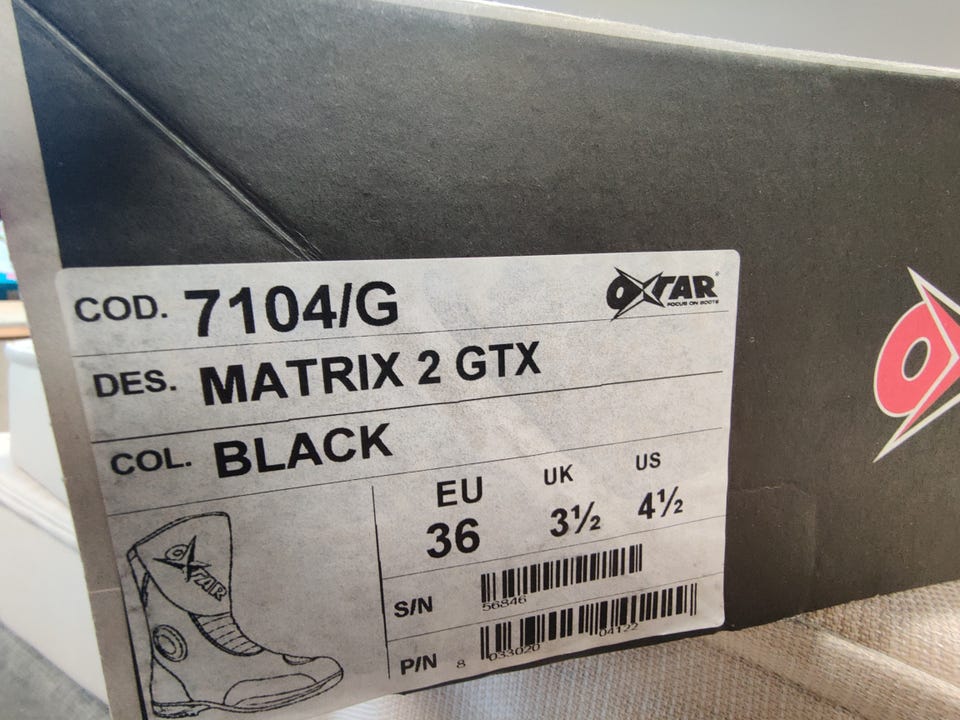 COD. 7104/G
OXTAR®
FOCUS ON BOOTS
DES. MATRIX 2 GTX
COL. BLACK
OXTAR
EU UK US
36 3½ 4½
S/N
56846
P/N
8 033020 04122